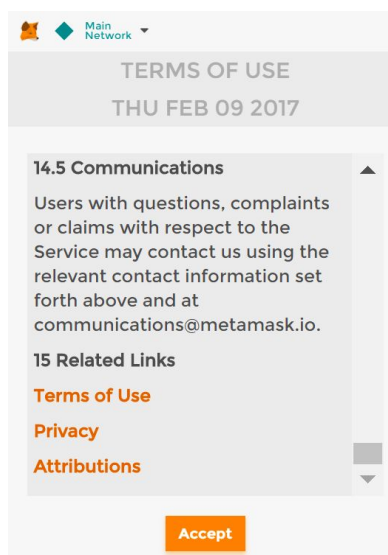 Main
Network
TERMS OF USE
THU FEB 09 2017
14.5 Communications
Users with questions, complaints
or claims with respect to the
Service may contact us using the
relevant contact information set
forth above and at
communications@metamask.io.
15 Related Links
Terms of Use
Privacy
Attributions
Accept